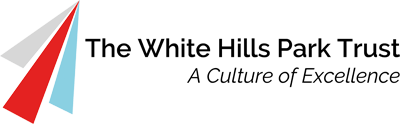 The White Hills Park Trust
A Culture of Excellence